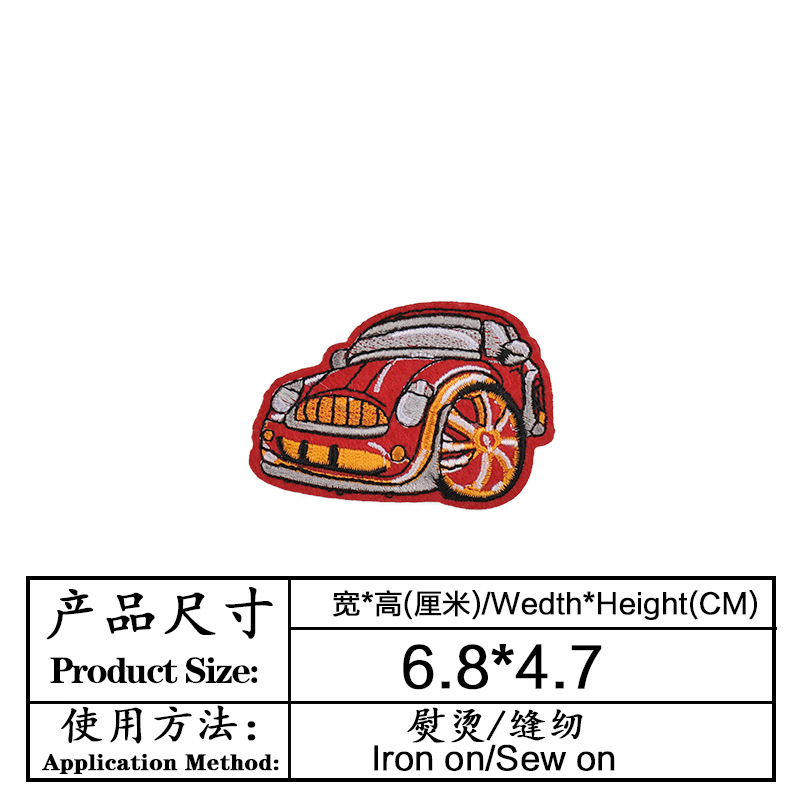 产品尺寸
Product Size:
宽*高(厘米)/Wedth*Height(CM)
6.8*4.7
使用方法：
Application Method:
熨烫/缝纫
Iron on/Sew on